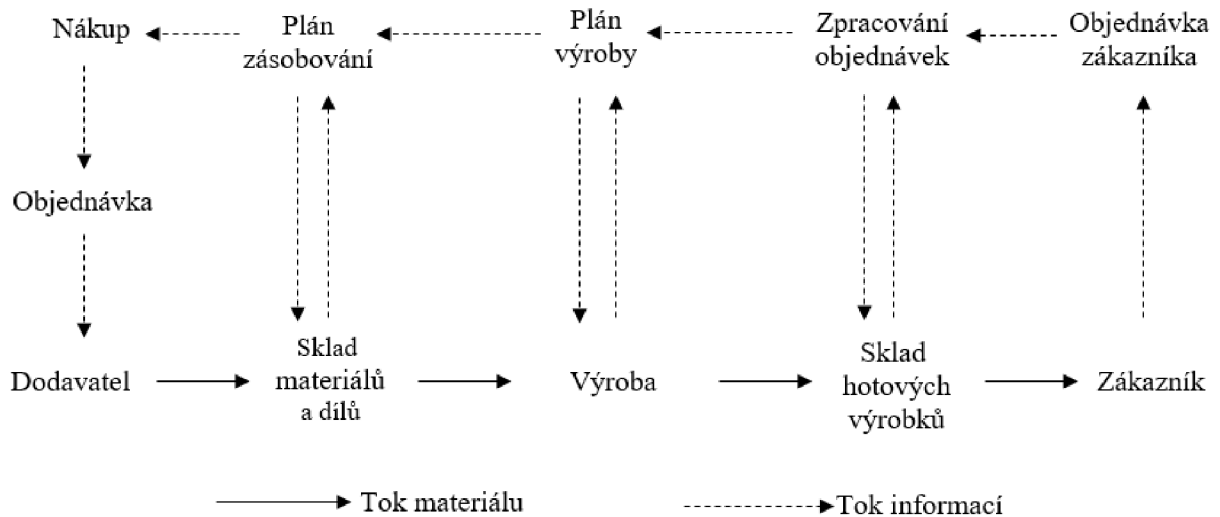 Nákup
Plán
zásobování
Plán
výroby
Zpracování
objednávek
Objednávka
zákazníka
Objednávka
Dodavatel
Sklad
materiálů
a dílů
Výroba
Sklad
hotových
výrobků
Zákazník
Tok materiálu
Tok informací